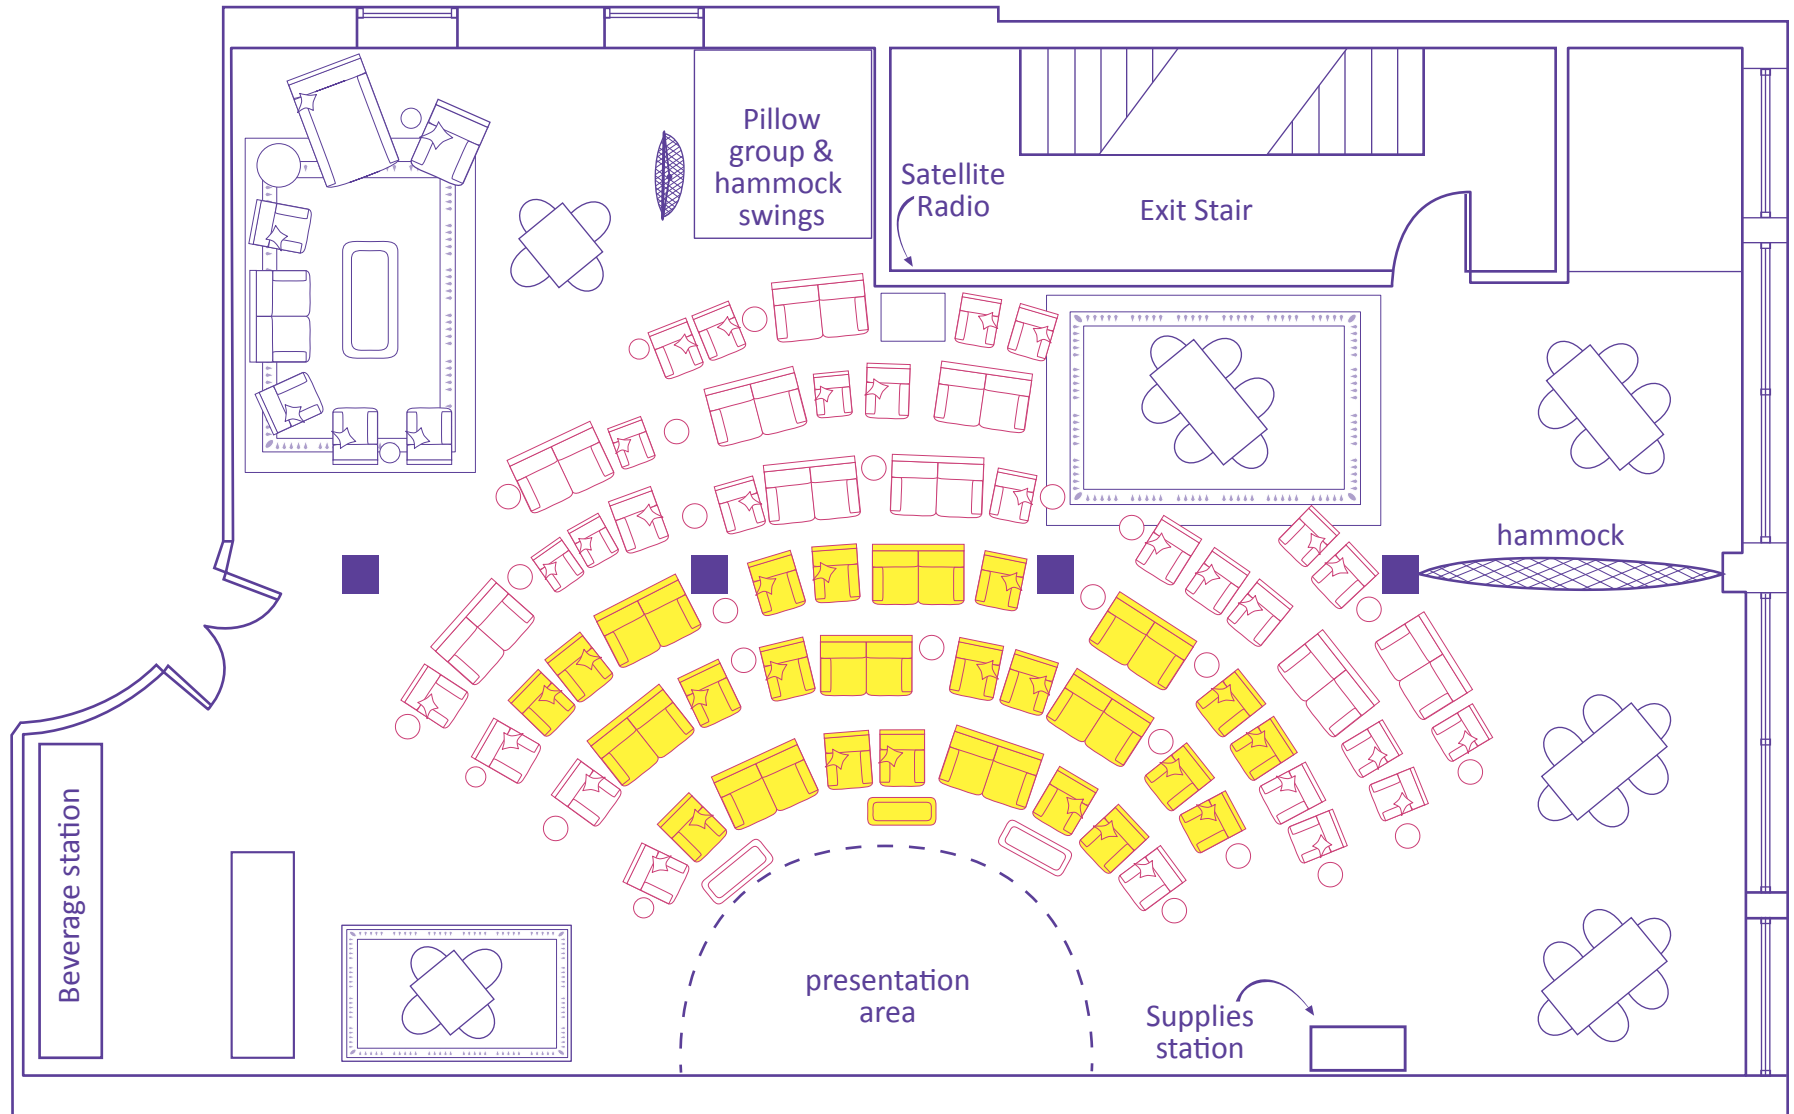 Pillow
group &
hammock
swings
Satellite
Radio
Exit Stair
hammock
Beverage station
presentation
area
Supplies
station